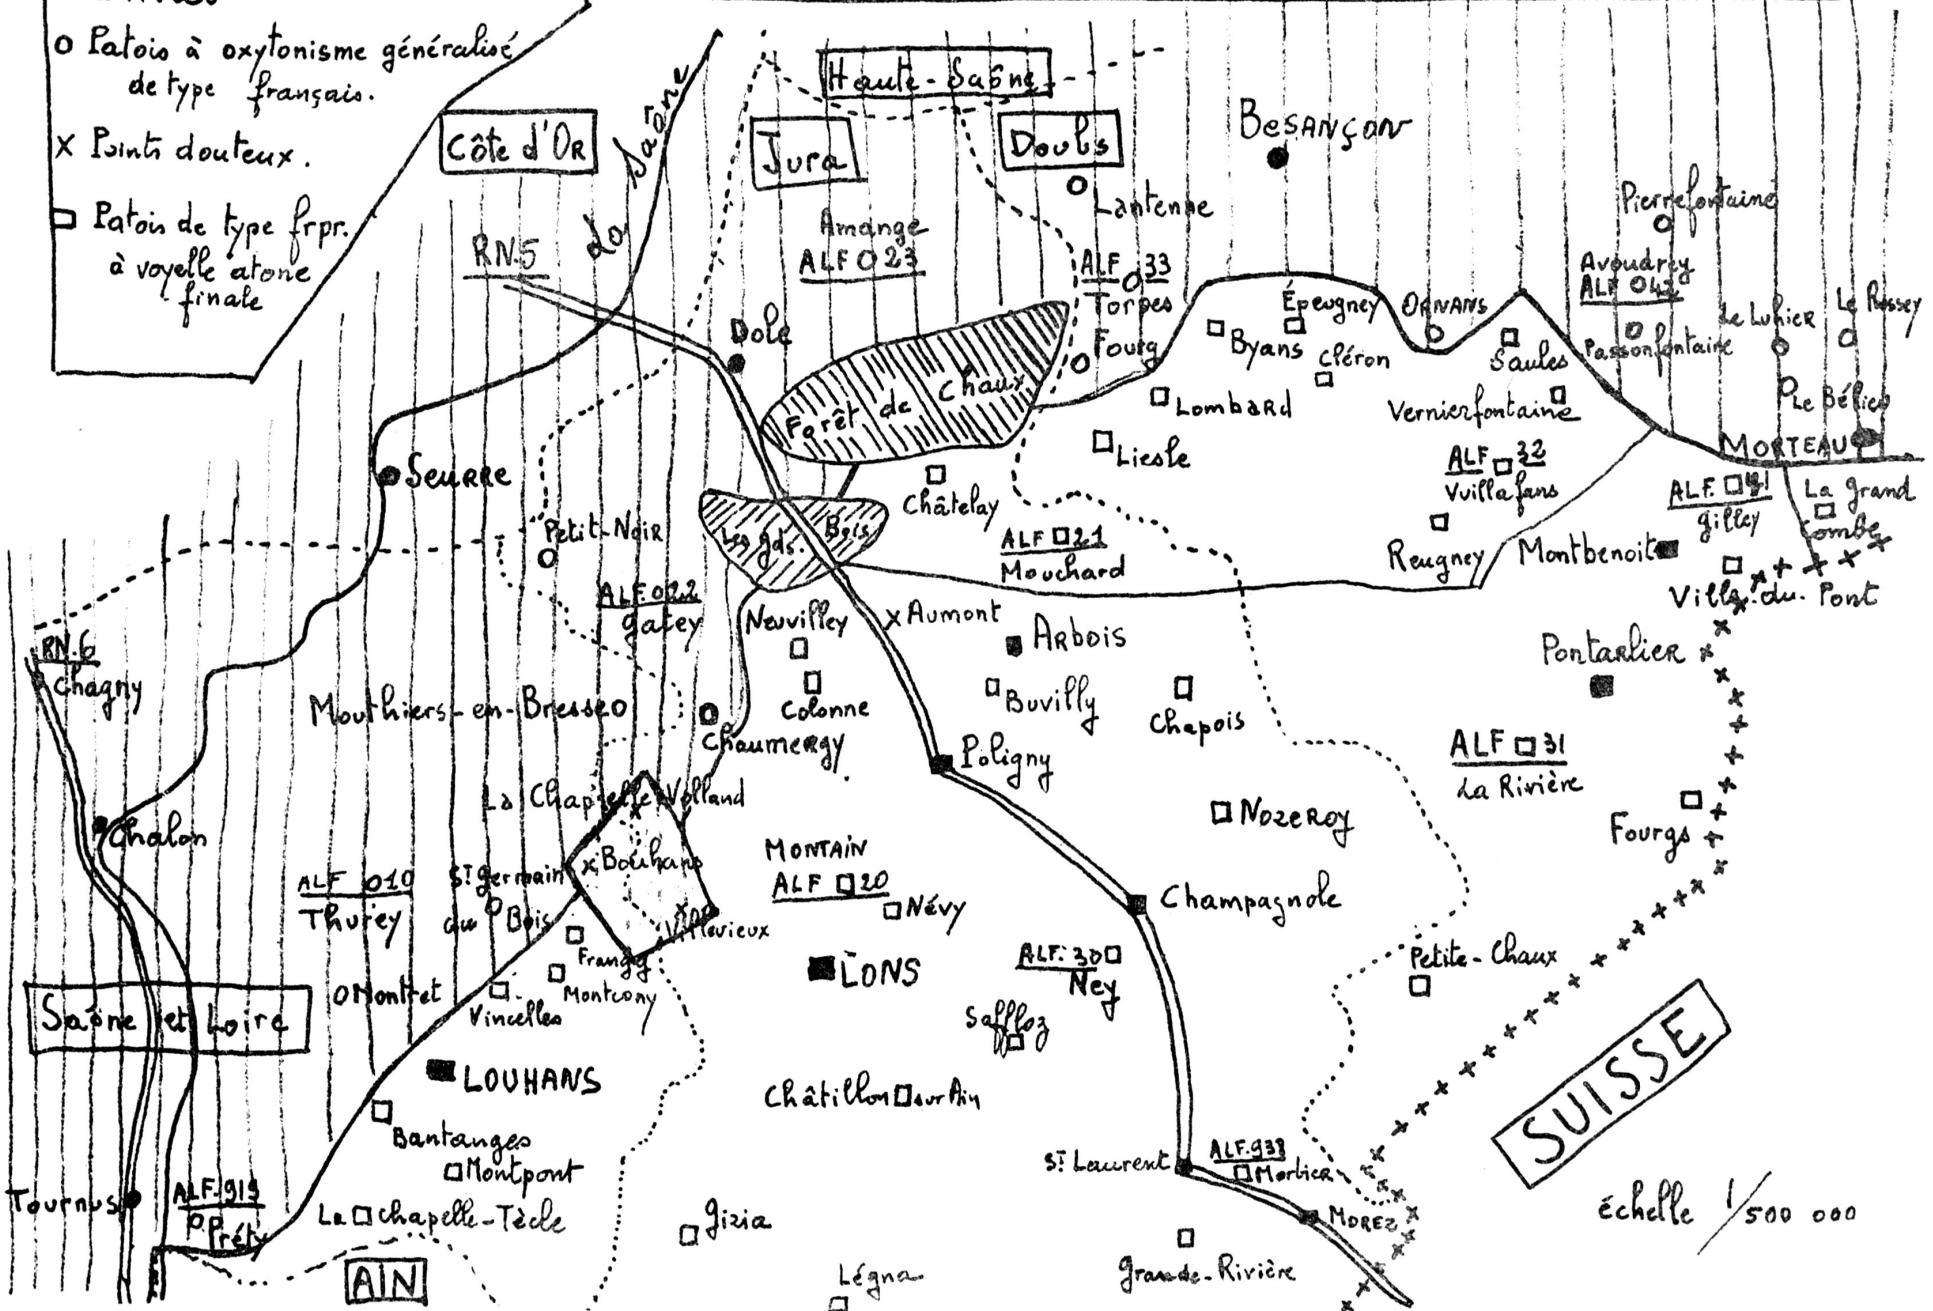 O Patois à oxytonisme généralisé
de type français.
X Points douteux.
Patois de type frpr.
à voyelle atone
finale
Côte d'Or
La Saône
RN.5
Haute-Saône
Jura
Doubs
Besançon
Lantenne
Amange
ALF O 23
ALF O 33
Torpes
Pierrefontaine
Avoudrey
ALF O 42
Passonfontaine
Le Luhier
Le Bélieu
Dole
Forêt de Chaux
Fourg
Byans
Épeugney
Cléron
Ornans
Saules
Vernierfontaine
Lombard
Liesle
ALF 32
Vuillafans
Morteau
ALF. 41
Gilley
La Grand
Combe
Seurre
Petit-Noir
Les gds. Bois
Châtelay
ALF 21
Mouchard
Reugney
Montbenoit
Ville-du-Pont
ALF O 22
Gatey
Neuvilley
X Aumont
Arbois
Pontarlier
RN.6
Chagny
Mouthiers-en-Bresse O
Colonne
Buvilly
Chapois
Chaumergy
Poligny
ALF 31
La Rivière
La Chapelle Volland
Nozeroy
Fourgs
Chalon
Bouhans
MONTAIN
ALF 20
ALF O 10
Thurey
St Germain
du Bois
Névy
Champagnole
Villevieux
Frangy
Montcony
LONS
ALF. 30
Ney
Petite-Chaux
Saône et Loire
O Montret
Vincelles
Saffloz
SUISSE
LOUHANS
Châtillon sur Ain
Bantanges
Montpont
St Laurent
ALF. 938
Morbier
Tournus
ALF. 919
O Préty
La Chapelle-Tècle
Gizia
Morez
échelle 1/500 000
AIN
Légna
Grande-Rivière